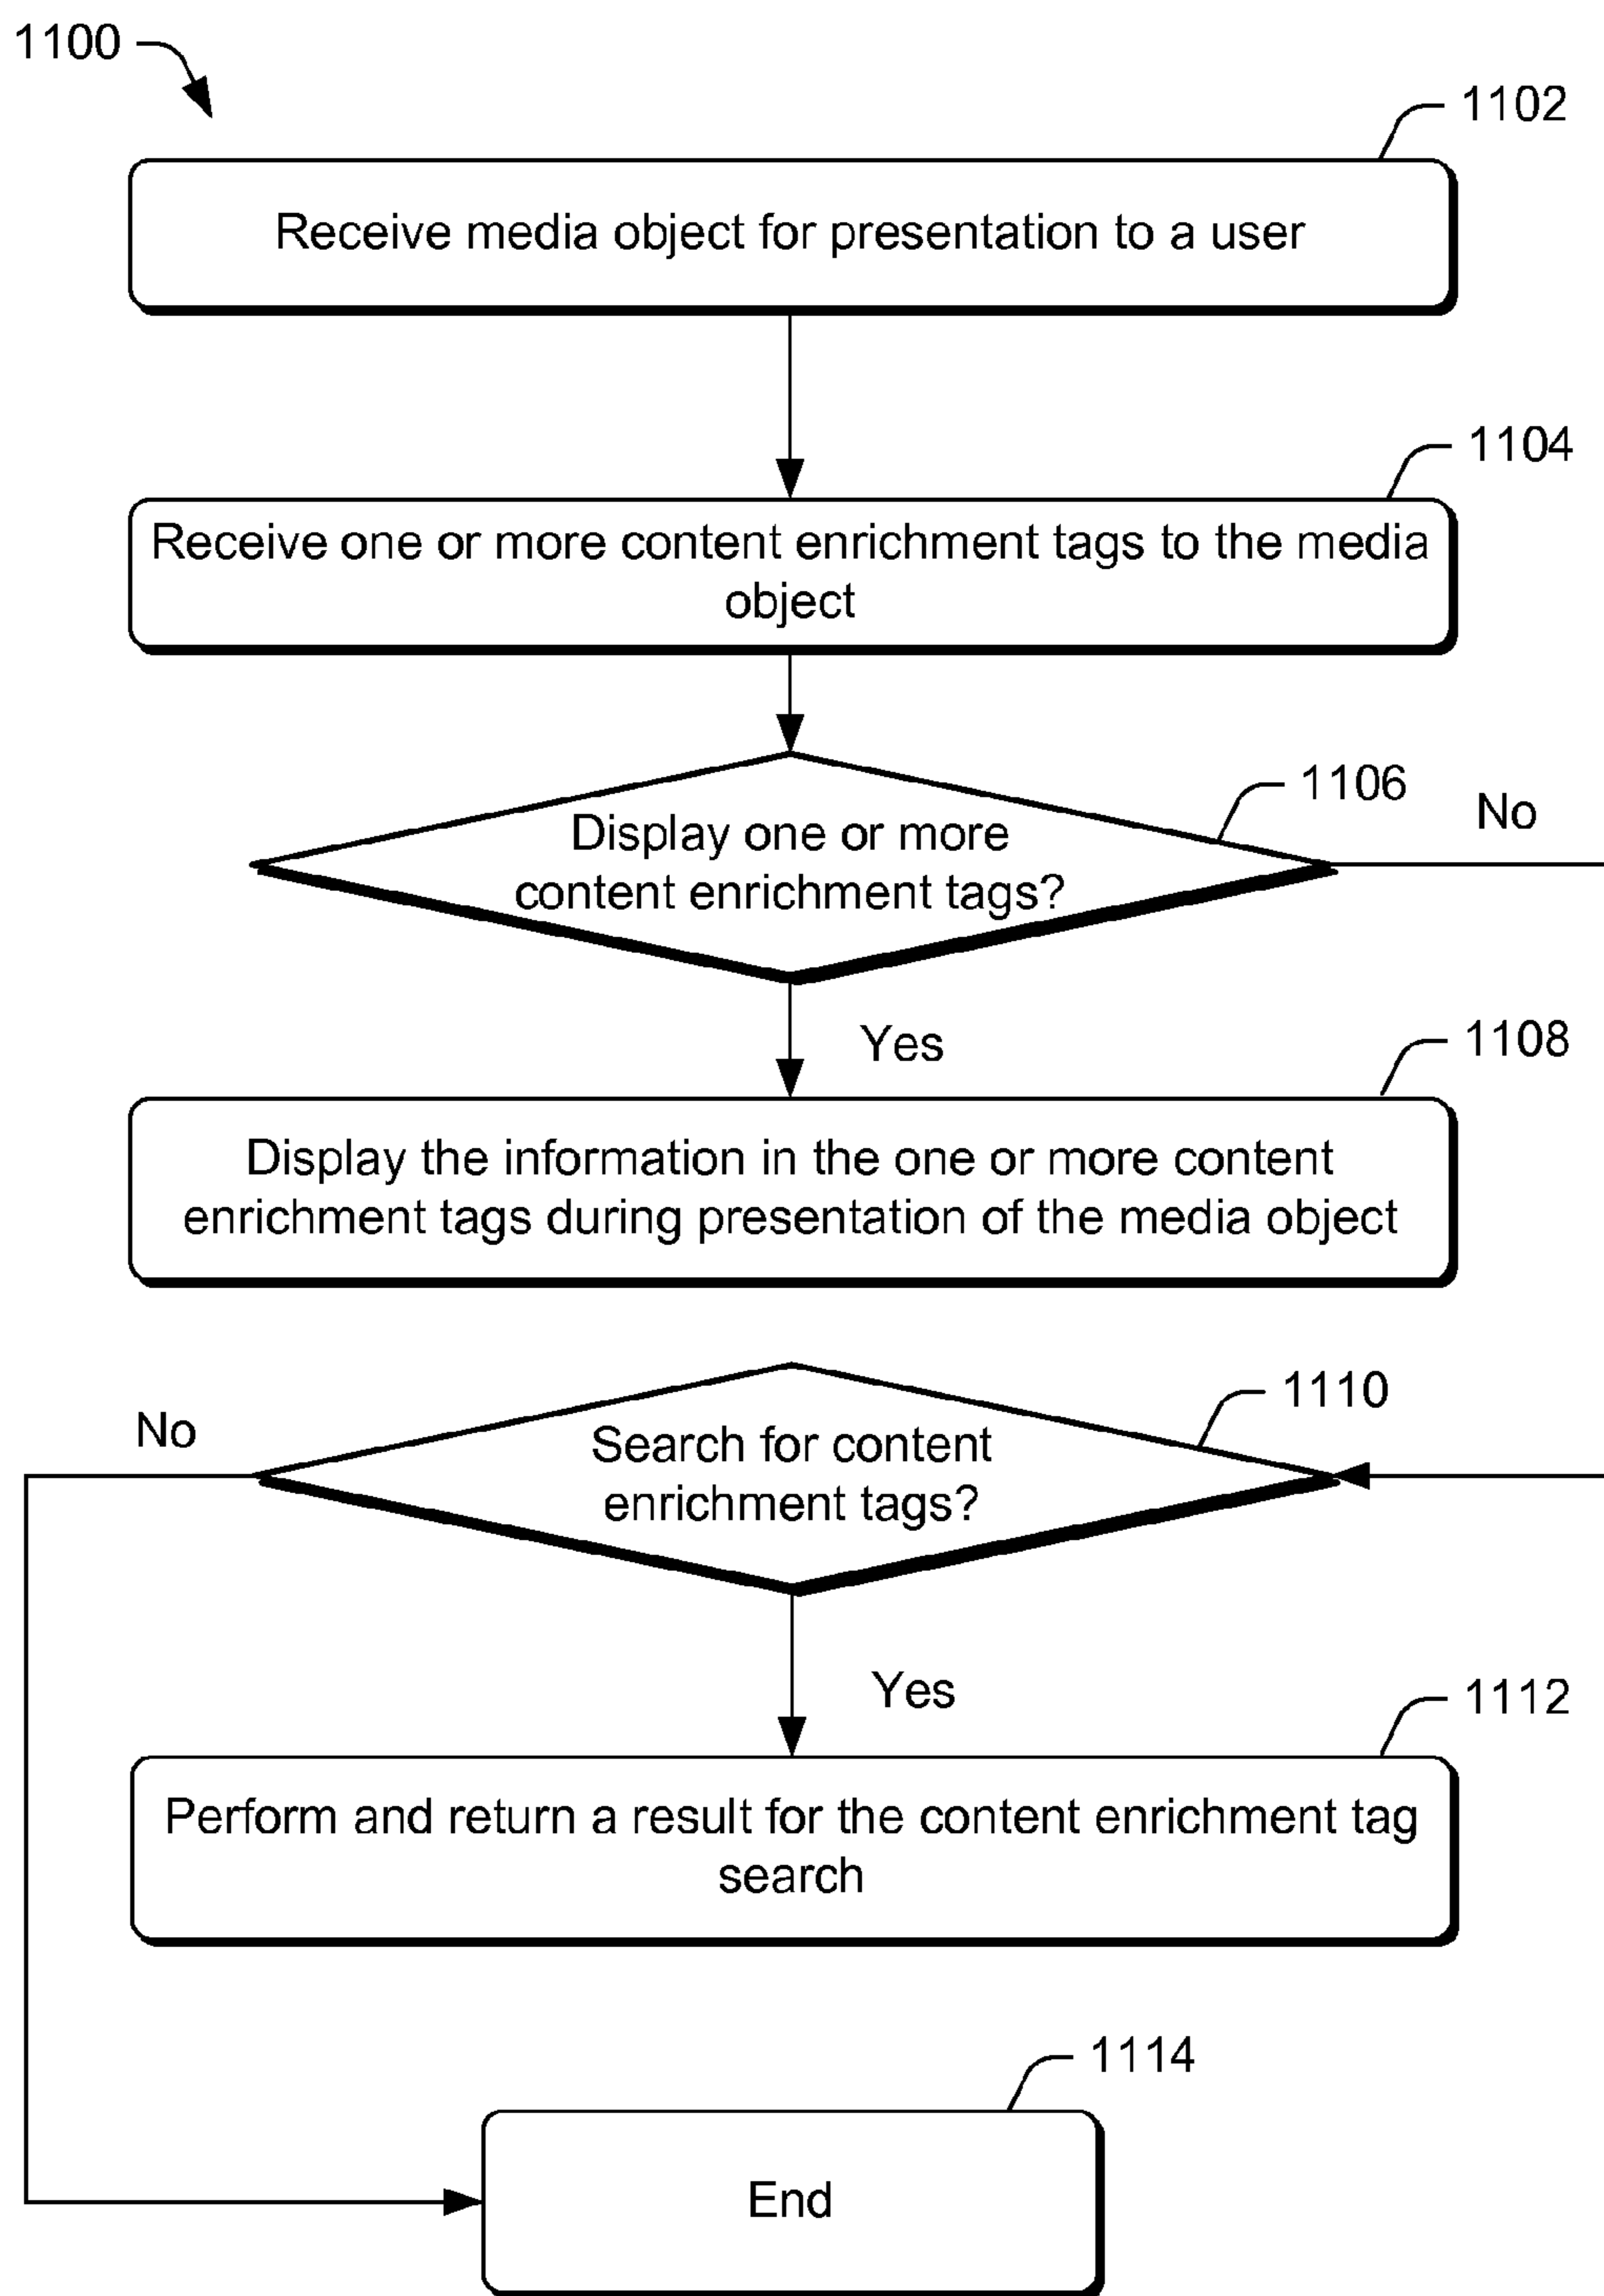 1100
1102
Receive media object for presentation to a user
1104
Receive one or more content enrichment tags to the media
object
1106
No
Display one or more
content enrichment tags?
Yes
1108
Display the information in the one or more content
enrichment tags during presentation of the media object
1110
No
Search for content
enrichment tags?
Yes
1112
Perform and return a result for the content enrichment tag
search
1114
End